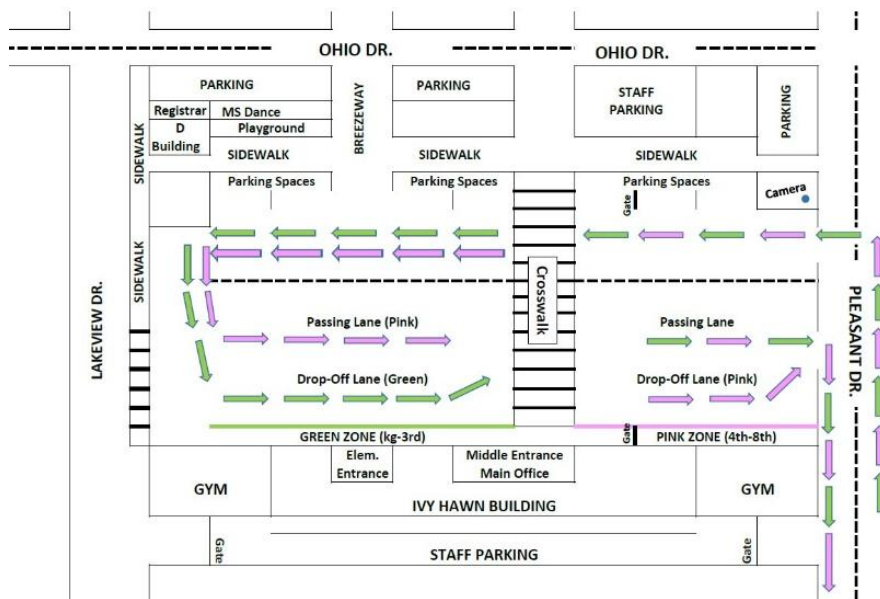 OHIO DR.
OHIO DR.
PARKING
PARKING
STAFF
PARKING
PARKING
BREEZEWAY
Registrar
MS Dance
D
Building
Playground
SIDEWALK
SIDEWALK
SIDEWALK
SIDEWALK
Parking Spaces
Parking Spaces
Parking Spaces
Gate
Camera
SIDEWALK
Crosswalk
LAKEVIEW DR.
PLEASANT DR.
Passing Lane (Pink)
Passing Lane
Drop-Off Lane (Green)
Drop-Off Lane (Pink)
GREEN ZONE (kg-3rd)
Gate
PINK ZONE (4th-8th)
Elem.
Entrance
Middle Entrance
Main Office
GYM
GYM
IVY HAWN BUILDING
Gate
STAFF PARKING
Gate